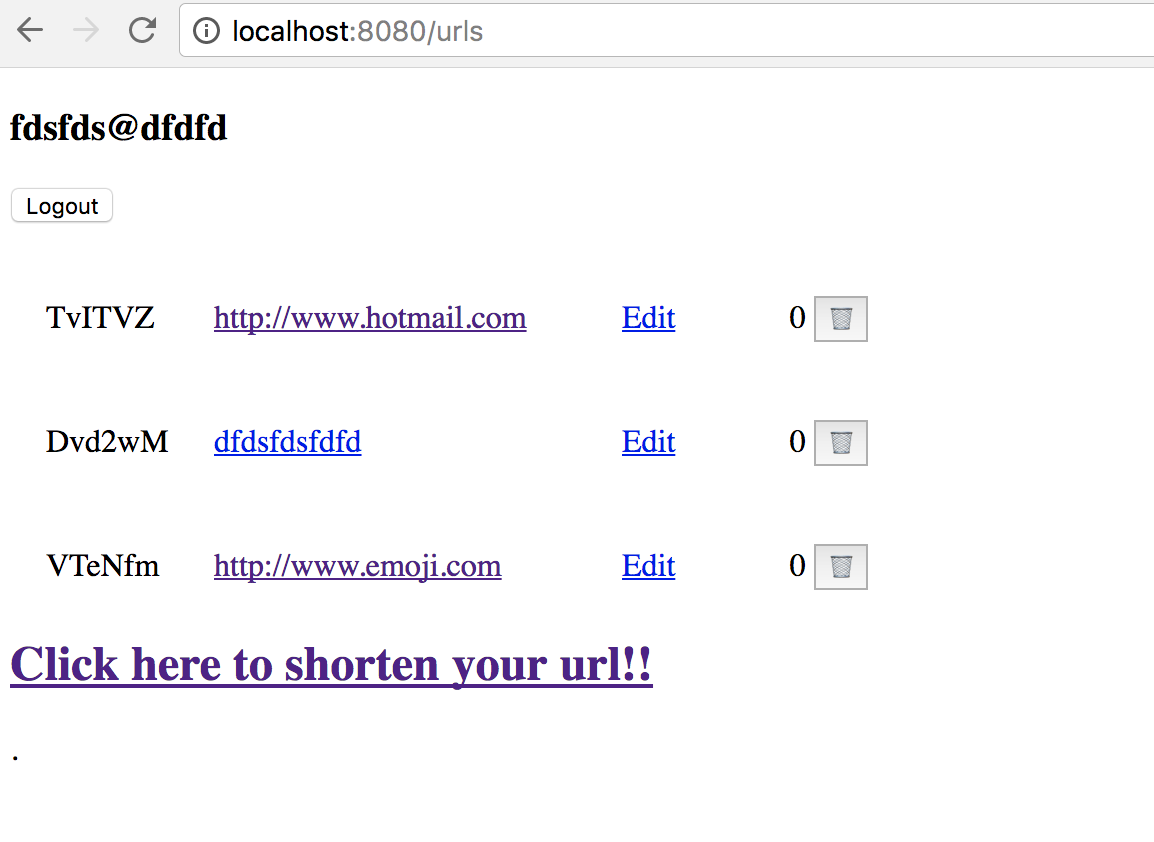 localhost:8080/urls
fdsfds@dfdfd
Logout
TvITVZ http://www.hotmail.com Edit 0
Dvd2wM dfdsfdsfdfd Edit 0
VTeNfm http://www.emoji.com Edit 0
Click here to shorten your url!!
.